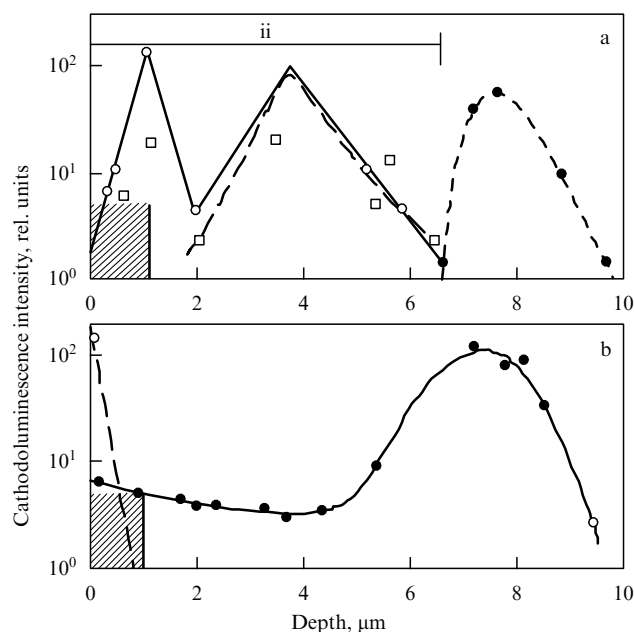 ii
a
10²
10¹
10⁰
0 2 4 6 8 10
b
10²
10¹
10⁰
0 2 4 6 8 10
Depth, μm
Cathodoluminescence intensity, rel. units